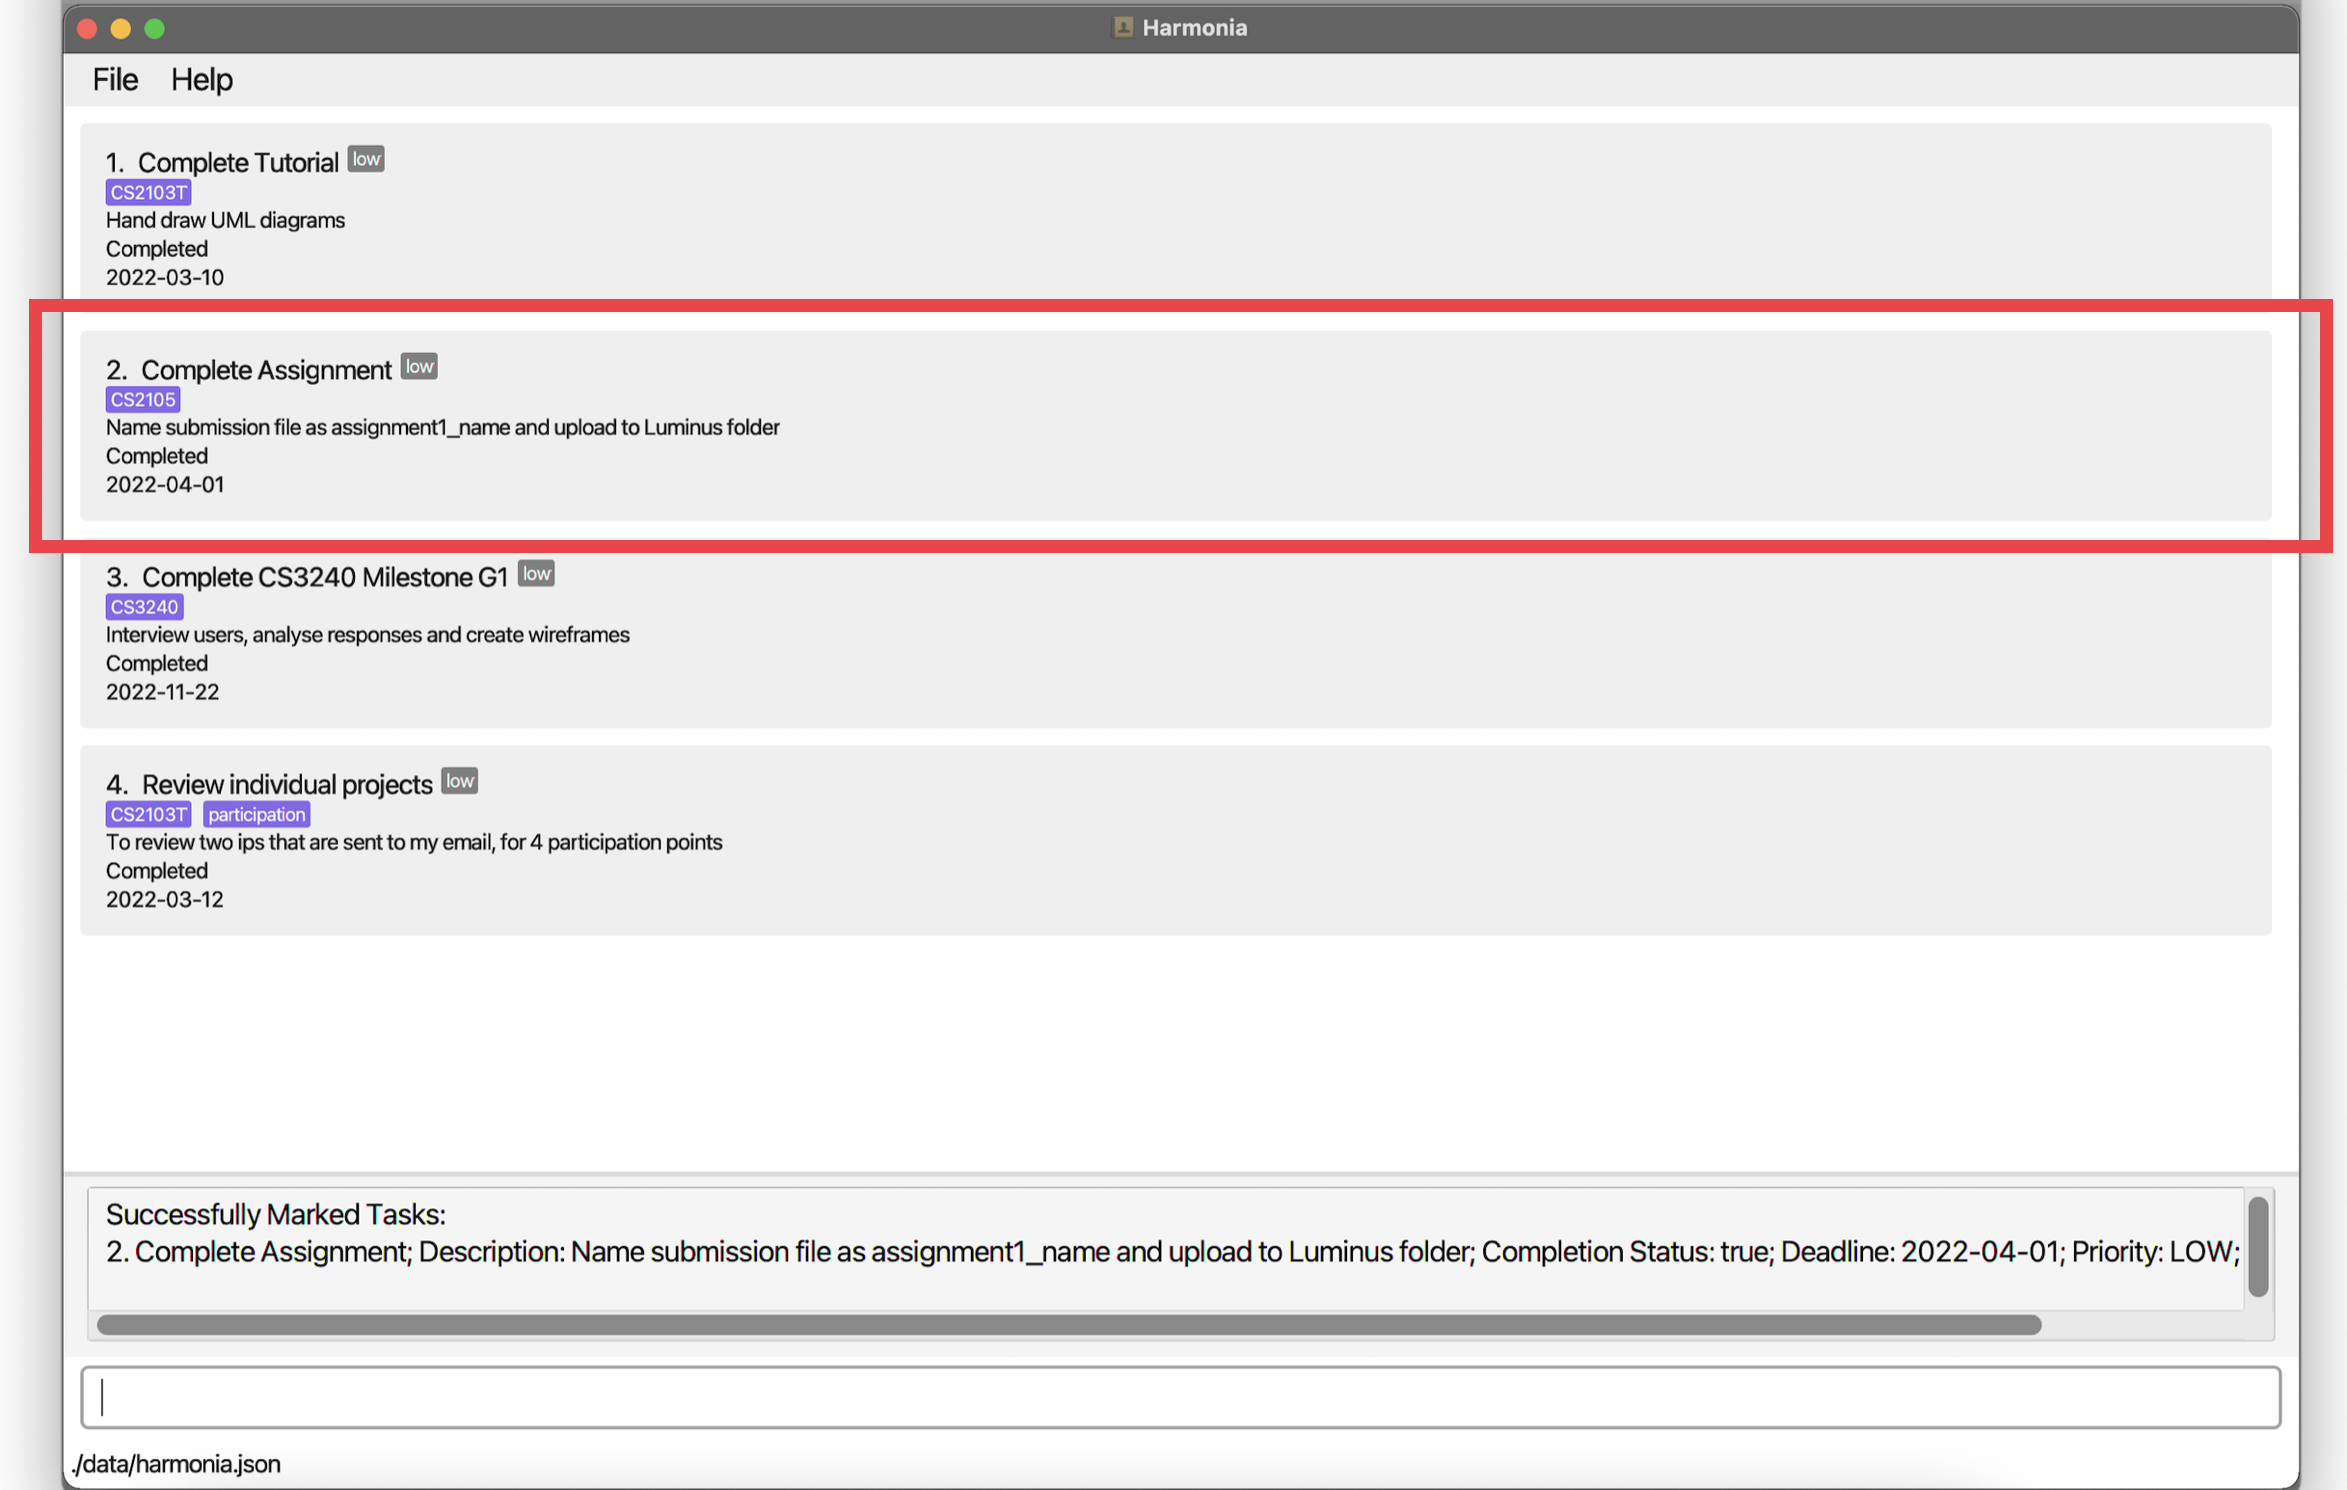 Harmonia
File Help
1. Complete Tutorial low
CS2103T
Hand draw UML diagrams
Completed
2022-03-10
2. Complete Assignment low
CS2105
Name submission file as assignment1_name and upload to Luminus folder
Completed
2022-04-01
3. Complete CS3240 Milestone G1 low
CS3240
Interview users, analyse responses and create wireframes
Completed
2022-11-22
4. Review individual projects low
CS2103T participation
To review two ips that are sent to my email, for 4 participation points
Completed
2022-03-12
Successfully Marked Tasks:
2. Complete Assignment; Description: Name submission file as assignment1_name and upload to Luminus folder; Completion Status: true; Deadline: 2022-04-01; Priority: LOW;
./data/harmonia.json